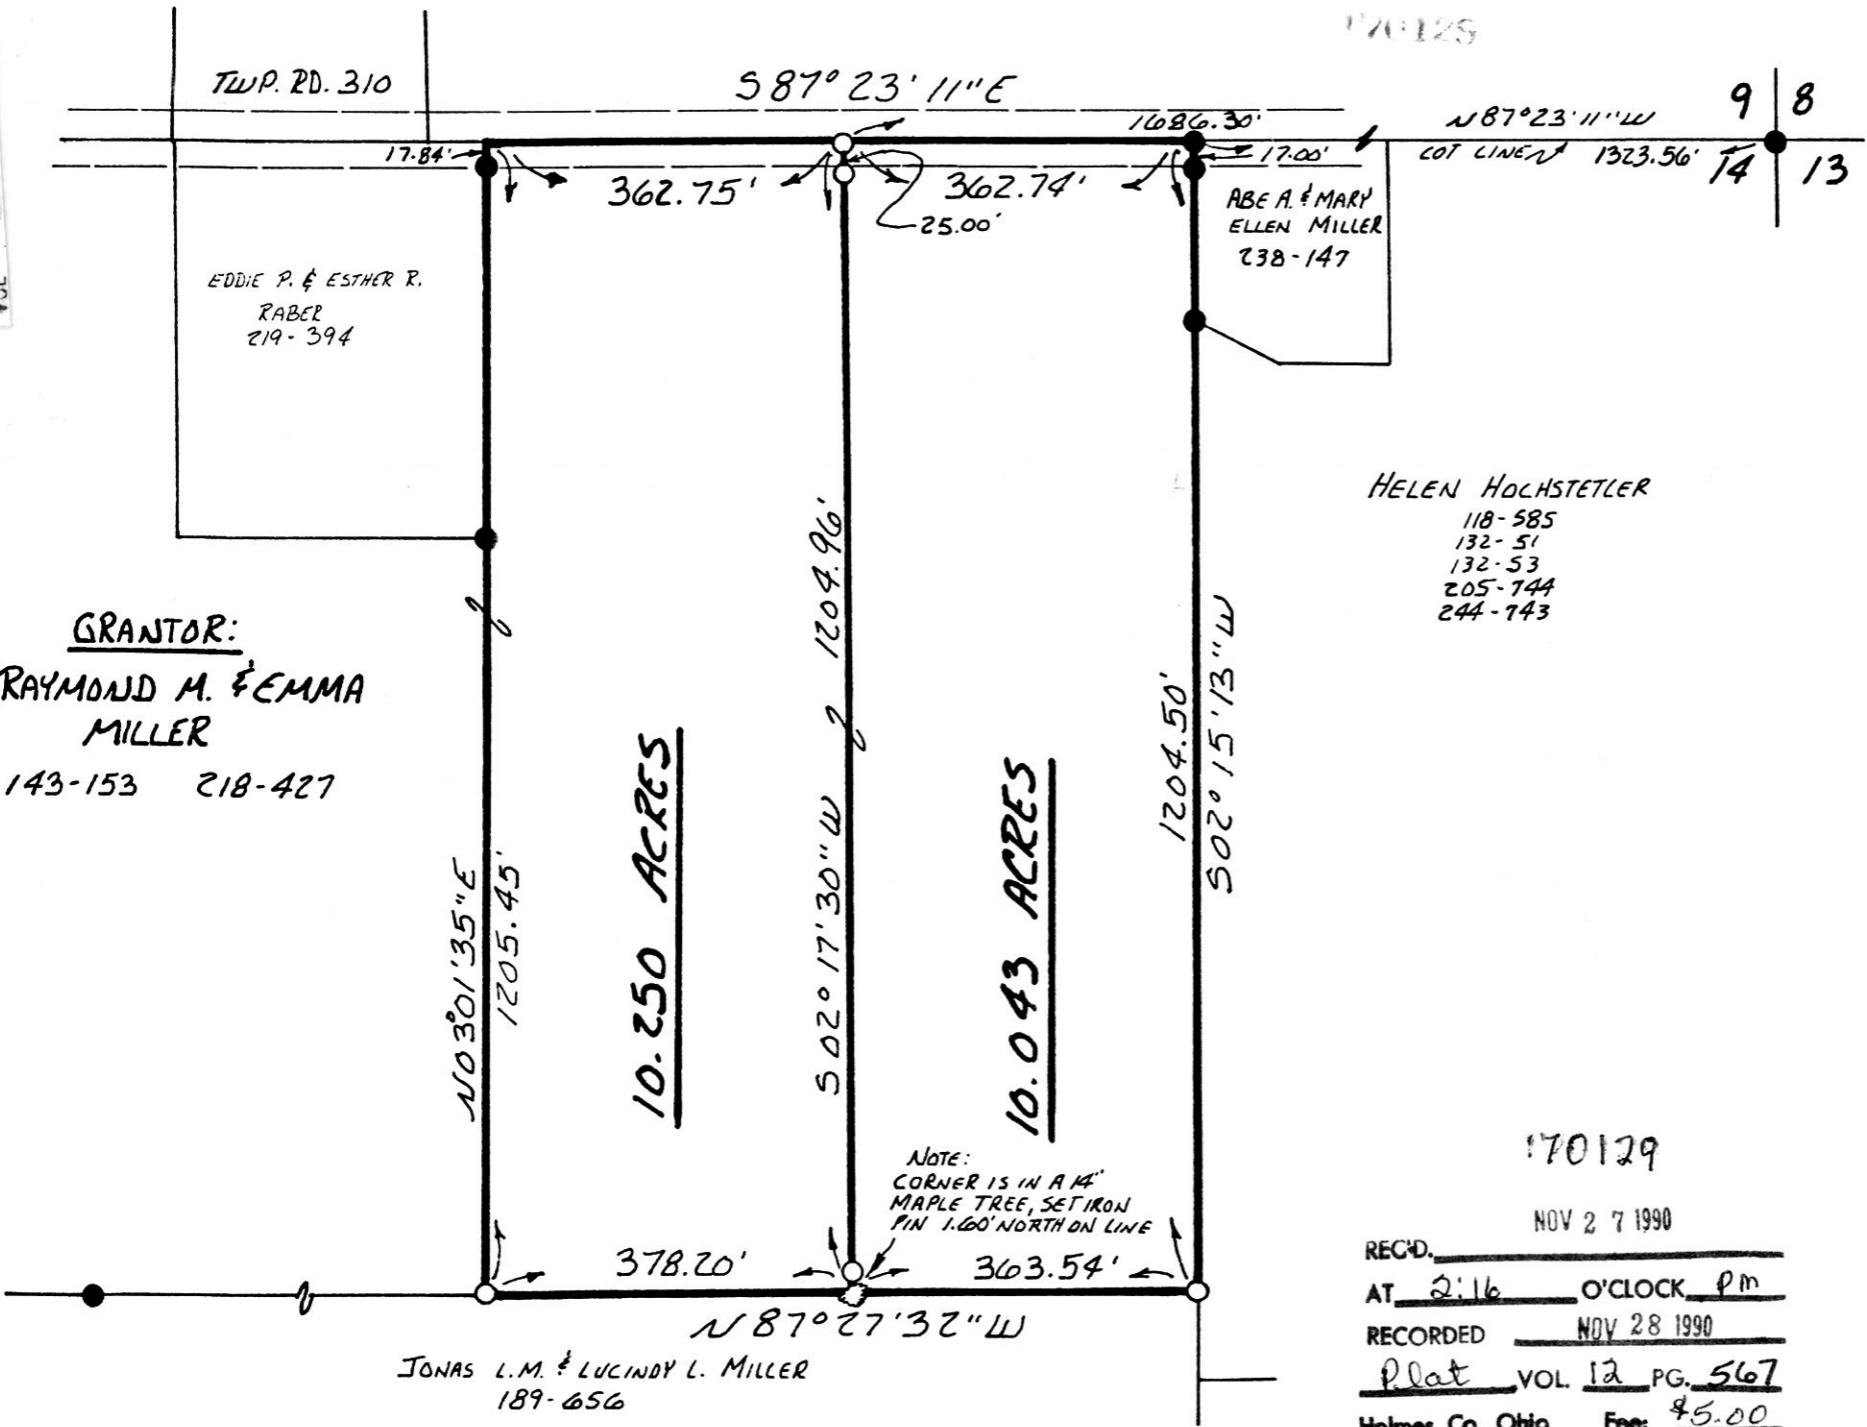 170129
TWP. RD. 310
S 87° 23' 11" E
1686.30'
N 87° 23' 11" W
LOT LINE 1323.56'
9 8
14 13
17.84'
362.75'
362.74'
25.00'
17.00'
ABE A. & MARY
ELLEN MILLER
238-147
EDDIE P. & ESTHER R.
RABER
219-394
HELEN HOCHSTETLER
118-585
132-51
132-53
205-744
244-743
GRANTOR:
RAYMOND M. & EMMA
MILLER
143-153 218-427
N 03° 01' 35" E
1205.45'
10.250 ACRES
1204.96'
S 02° 17' 30" W
10.043 ACRES
1204.50'
S 02° 15' 13" W
NOTE:
CORNER IS IN A 14"
MAPLE TREE, SET IRON
PIN 1.60' NORTH ON LINE
378.20'
363.54'
N 87° 27' 32" W
JONAS L.M. & LUCINDY L. MILLER
189-656
170129
NOV 27 1990
REC'D.
AT 2:16 O'CLOCK PM
RECORDED NOV 28 1990
Plat VOL. 12 PG. 567
Holmes Co. Ohio Fee: $5.00